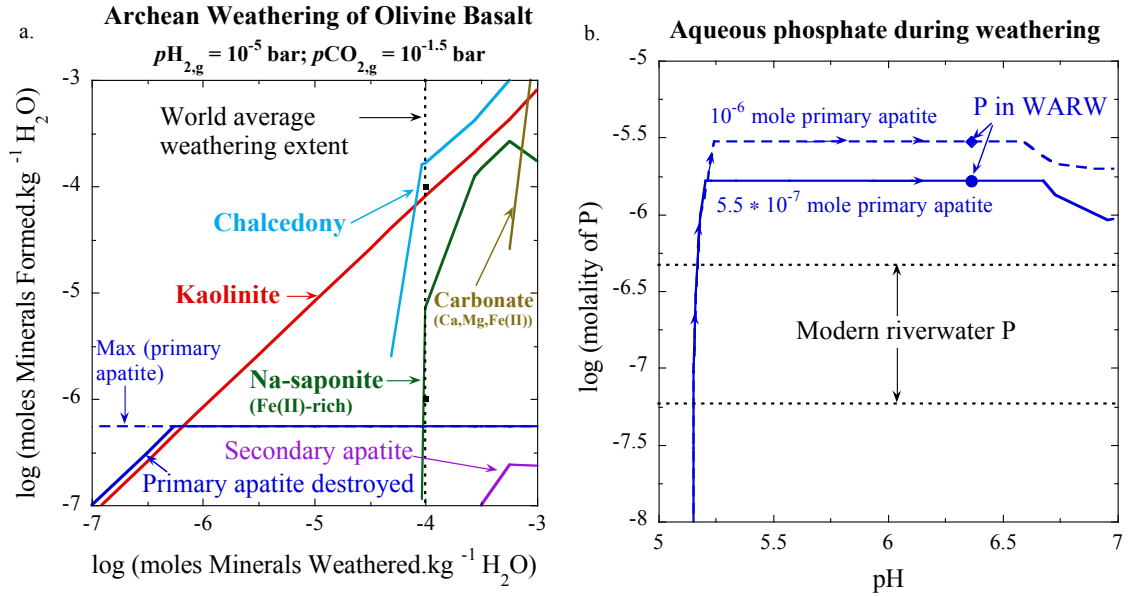 a.
Archean Weathering of Olivine Basalt
pH2,g = 10^-5 bar; pCO2,g = 10^-1.5 bar
log (moles Minerals Formed.kg^-1 H2O)
-3
-4
-5
-6
-7
World average
weathering extent
Chalcedony
Kaolinite
Carbonate
(Ca,Mg,Fe(II))
Max (primary
apatite)
Na-saponite
(Fe(II)-rich)
Secondary apatite
Primary apatite destroyed
-7
-6
-5
-4
-3
log (moles Minerals Weathered.kg^-1 H2O)
b.
Aqueous phosphate during weathering
log (molality of P)
-5
-5.5
-6
-6.5
-7
-7.5
-8
10^-6 mole primary apatite
P in WARW
5.5 * 10^-7 mole primary apatite
Modern riverwater P
5
5.5
6
6.5
7
pH